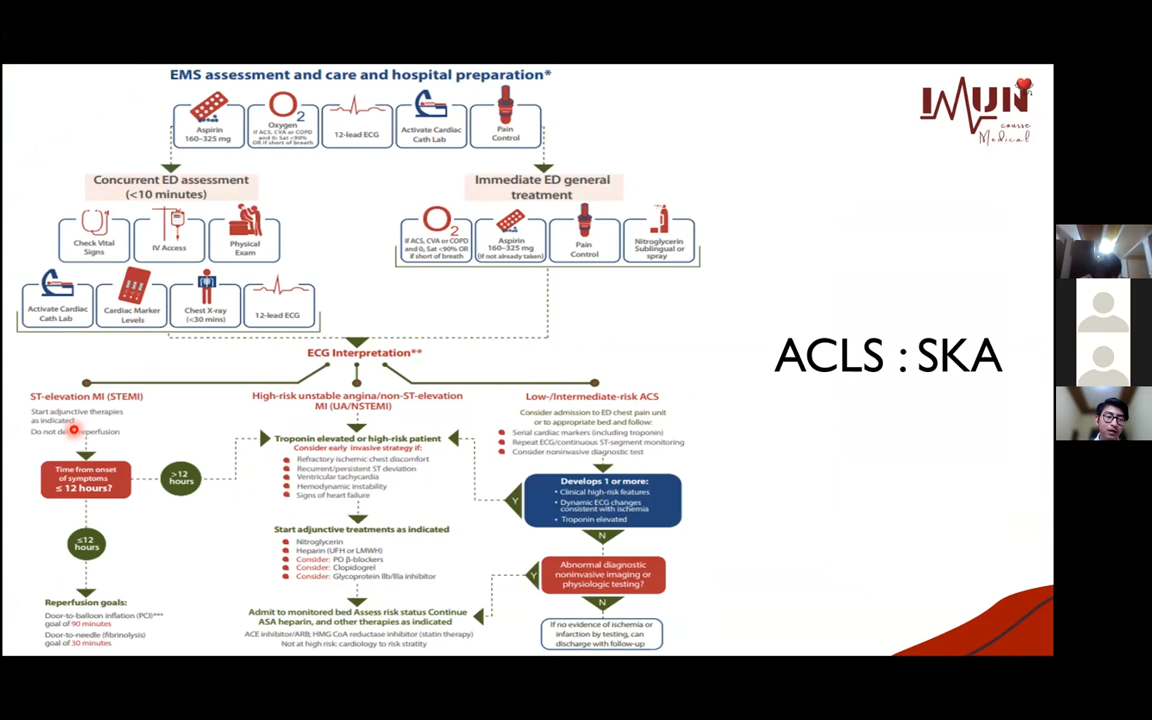 EMS assessment and care and hospital preparation*
Aspirin
160–325 mg
O2
Oxygen
If ACS, CVA or COPD
and 0₂ Sat <90%
OR if short of breath
12-lead ECG
Activate Cardiac
Cath Lab
Pain
Control
IMUN
course
Medical
Concurrent ED assessment
(<10 minutes)
Check Vital
Signs
IV Access
Physical
Exam
Activate Cardiac
Cath Lab
Cardiac Marker
Levels
Chest X-ray
(<30 mins)
12-lead ECG
Immediate ED general
treatment
O2
If ACS, CVA or COPD
and 0₂ Sat <90% OR
if short of breath
Aspirin
160–325 mg
(if not already taken)
Pain
Control
Nitroglycerin
Sublingual or
spray
ACLS : SKA
ECG Interpretation**
ST-elevation MI (STEMI)
Start adjunctive therapies
as indicated
Do not reperfusion
Time from onset
of symptoms
≤ 12 hours?
>12
hours
≤12
hours
Reperfusion goals:
Door-to-balloon inflation (PCI)***
goal of 90 minutes
Door-to-needle (fibrinolysis)
goal of 30 minutes
High-risk unstable angina/non-ST-elevation
MI (UA/NSTEMI)
Troponin elevated or high-risk patient
Consider early invasive strategy if:
Refractory ischemic chest discomfort
Recurrent/persistent ST deviation
Ventricular tachycardia
Hemodynamic instability
Signs of heart failure
Start adjunctive treatments as indicated
Nitroglycerin
Heparin (UFH or LMWH)
Consider: PO β-blockers
Consider: Clopidogrel
Consider: Glycoprotein IIb/IIIa inhibitor
Admit to monitored bed Assess risk status Continue
ASA heparin, and other therapies as indicated
ACE inhibitor/ARB; HMG CoA reductase inhibitor (statin therapy)
Not at high risk: cardiology to risk stratity
Low-/Intermediate-risk ACS
Consider admission to ED chest pain unit
or to appropriate bed and follow:
Serial cardiac markers (including troponin)
Repeat ECG/continuous ST-segment monitoring
Consider noninvasive diagnostic test
Develops 1 or more:
• Clinical high-risk features
• Dynamic ECG changes
consistent with ischemia
• Troponin elevated
Y
N
Abnormal diagnostic
noninvasive imaging or
physiologic testing?
Y
N
If no evidence of ischemia or
infarction by testing, can
discharge with follow-up